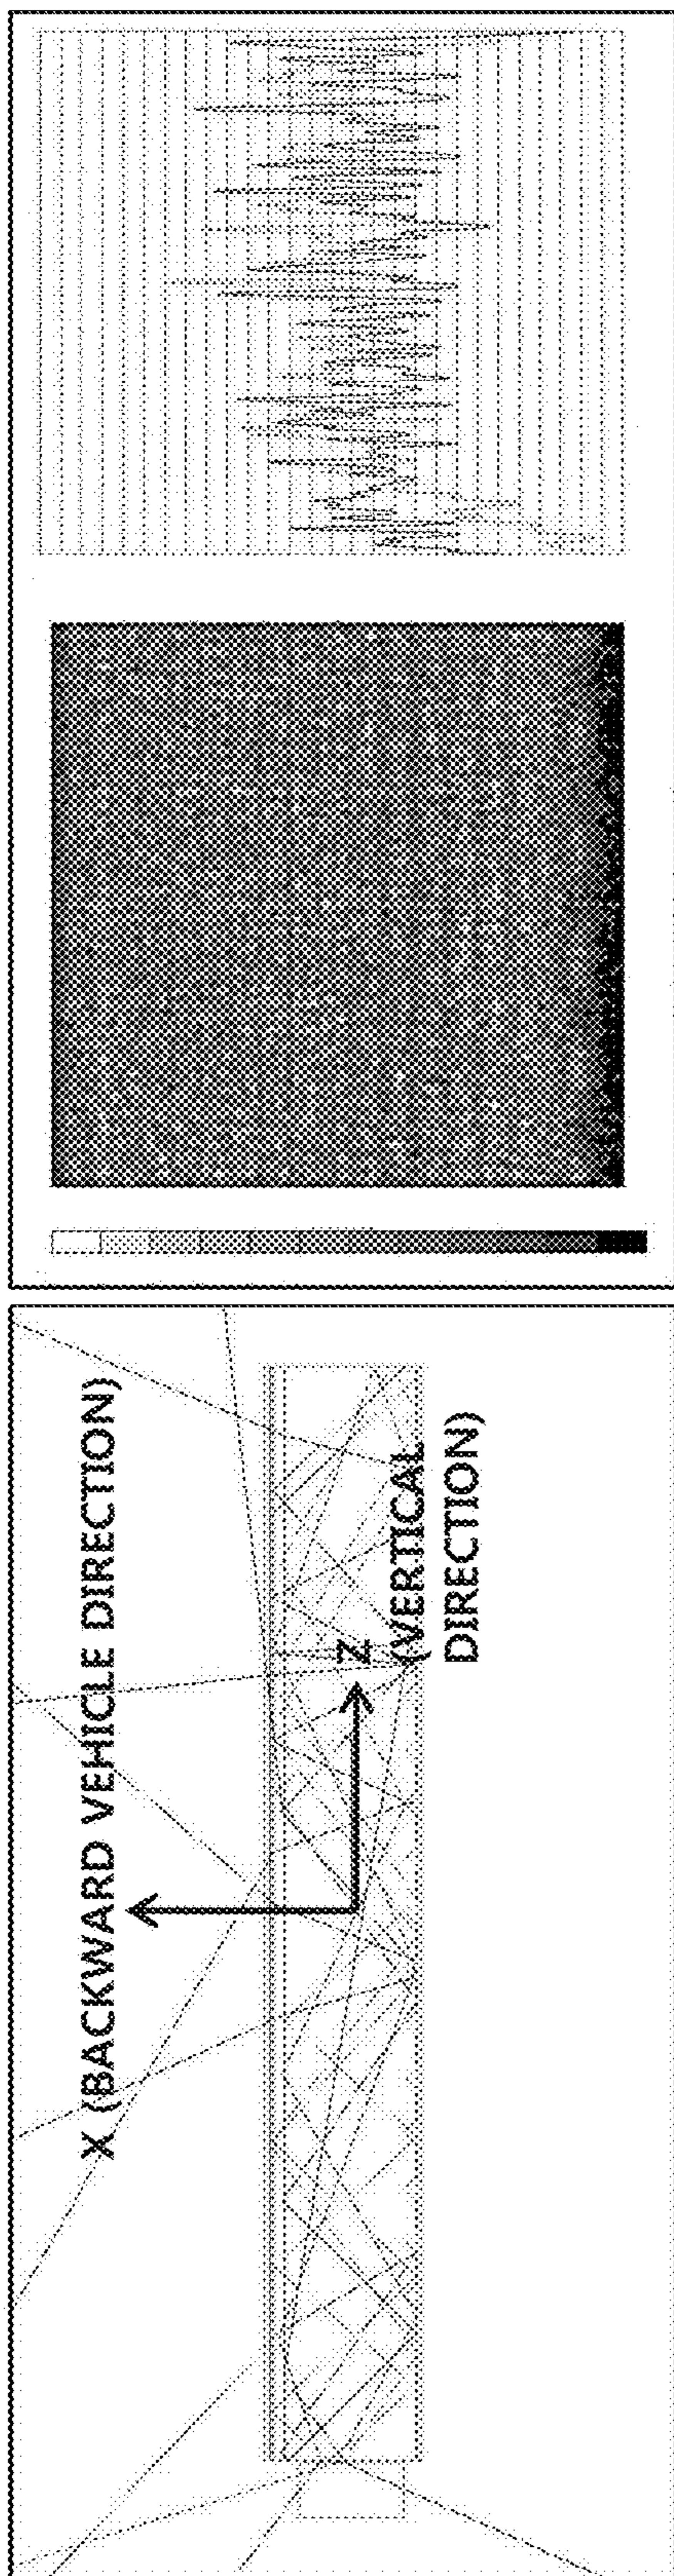 X (BACKWARD VEHICLE DIRECTION)
Z
(VERTICAL
DIRECTION)